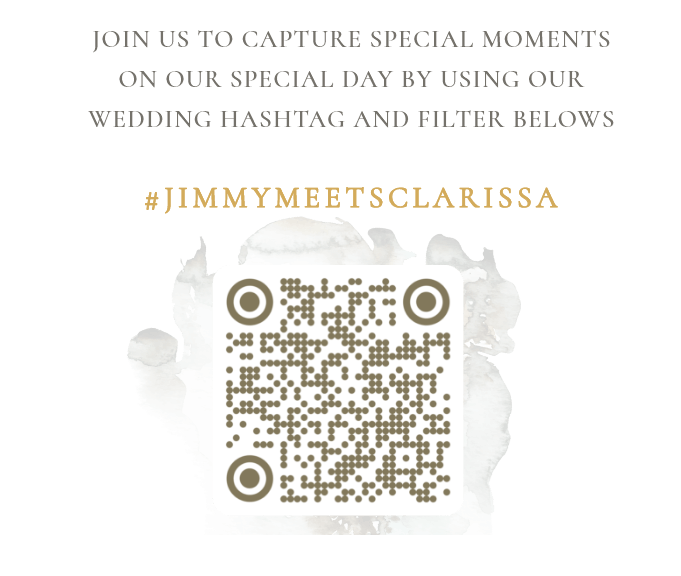 JOIN US TO CAPTURE SPECIAL MOMENTS
ON OUR SPECIAL DAY BY USING OUR
WEDDING HASHTAG AND FILTER BELOWS
#JIMMYMEETSCLARISSA